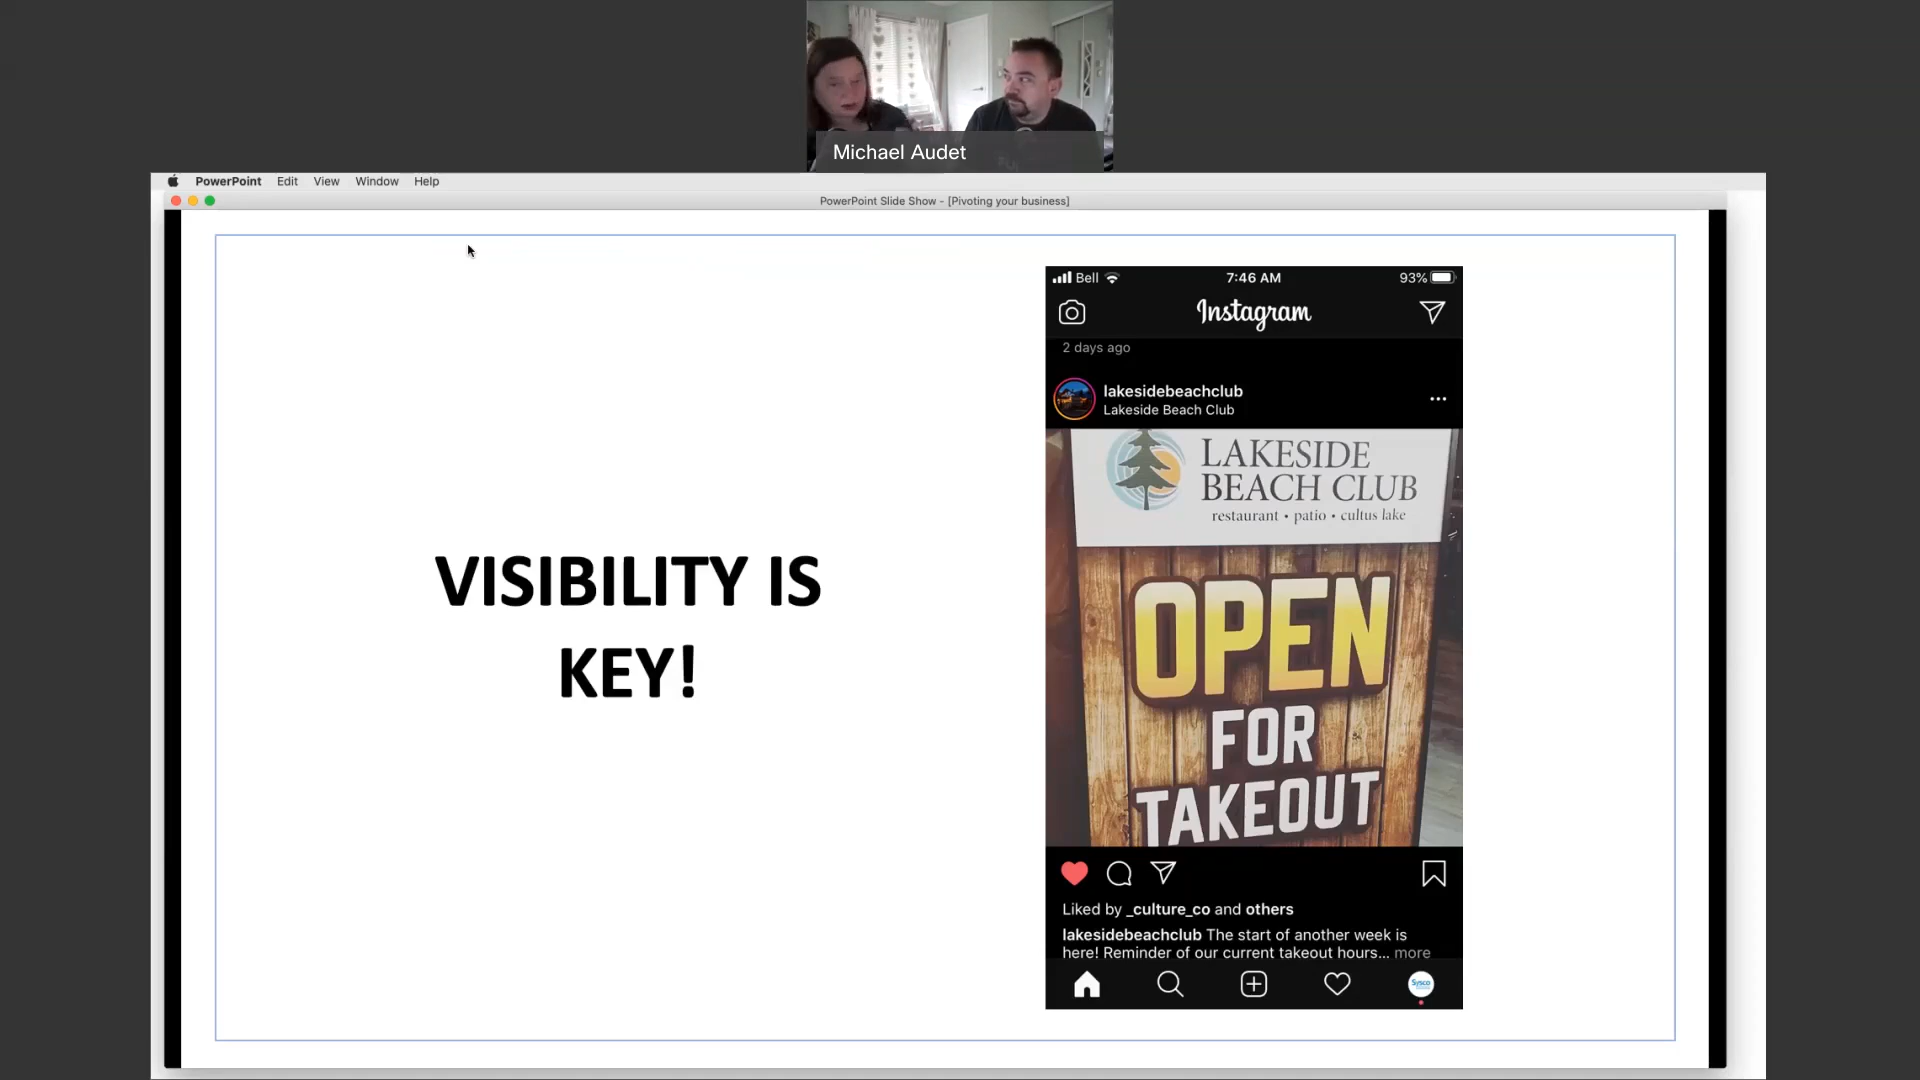 Michael Audet
PowerPoint Edit View Window Help
PowerPoint Slide Show - [Pivoting your business]
VISIBILITY IS
KEY!
Bell 7:46 AM 93%
Instagram
2 days ago
lakesidebeachclub
Lakeside Beach Club
LAKESIDE
BEACH CLUB
restaurant • patio • cultus lake
OPEN
FOR
TAKEOUT
Liked by _culture_co and others
lakesidebeachclub The start of another week is
here! Reminder of our current takeout hours... more
Sysco